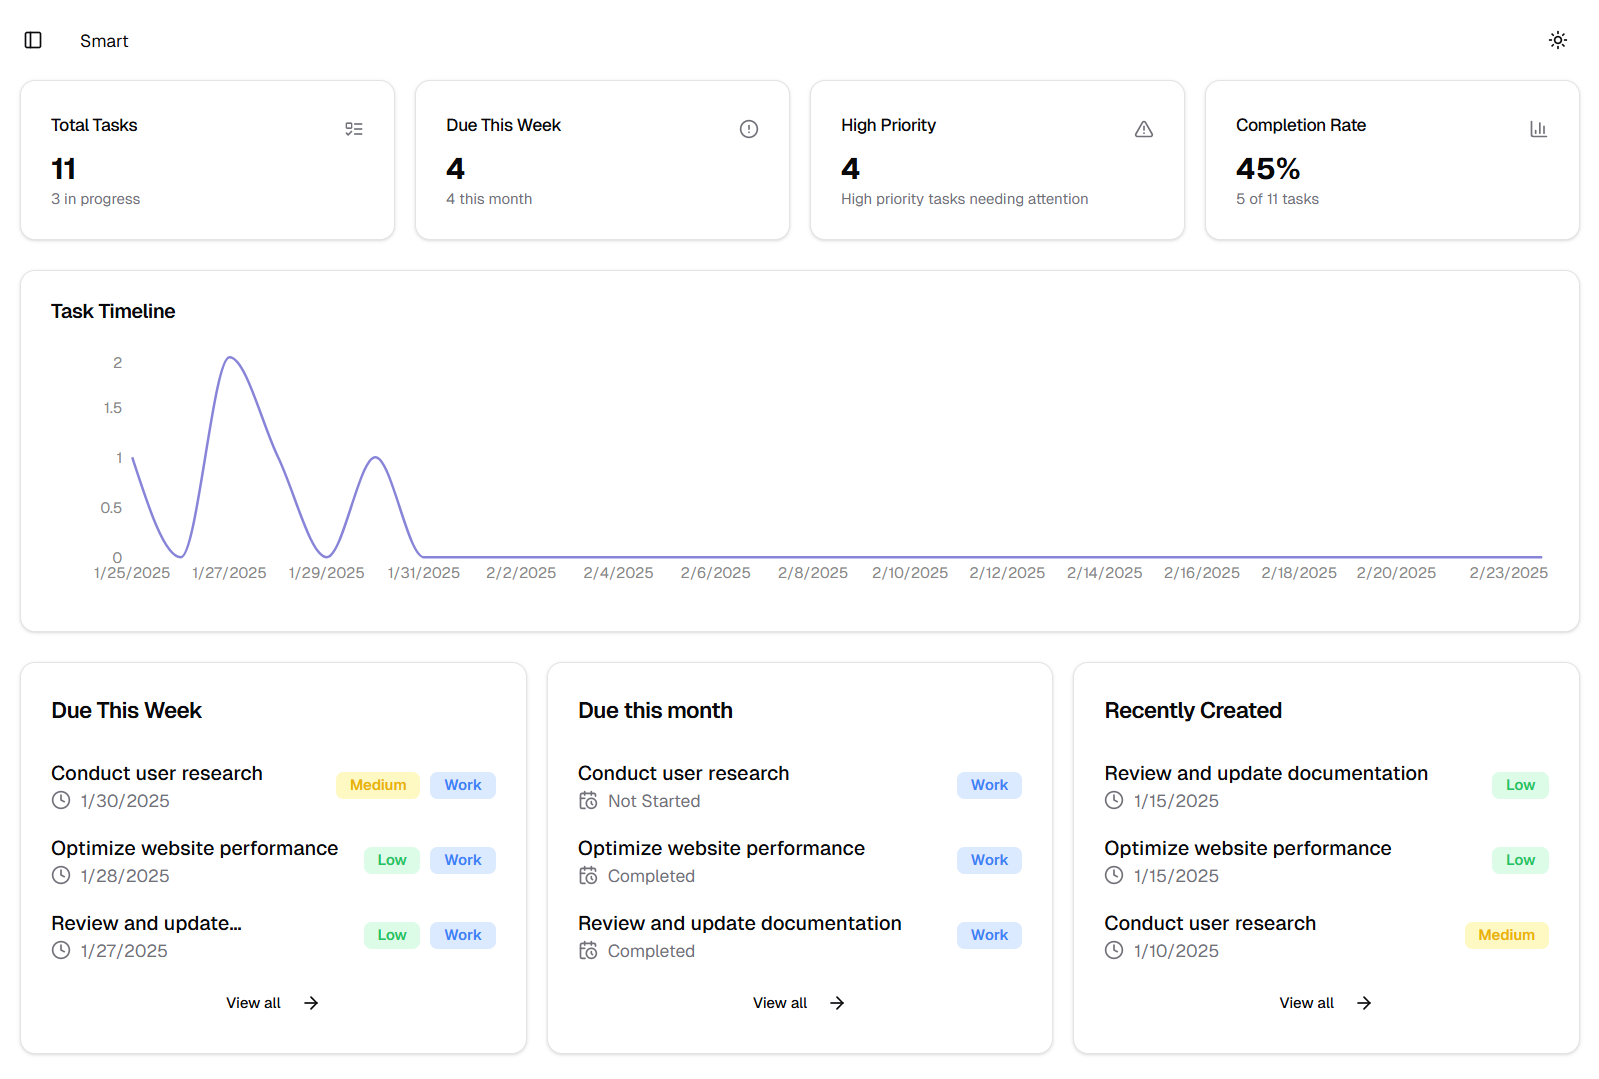 Smart
Total Tasks
11
3 in progress
Due This Week
4
4 this month
High Priority
4
High priority tasks needing attention
Completion Rate
45%
5 of 11 tasks
Task Timeline
2
1.5
1
0.5
0
1/25/2025 1/27/2025 1/29/2025 1/31/2025 2/2/2025 2/4/2025 2/6/2025 2/8/2025 2/10/2025 2/12/2025 2/14/2025 2/16/2025 2/18/2025 2/20/2025 2/23/2025
Due This Week
Conduct user research
1/30/2025
Medium Work
Optimize website performance
1/28/2025
Low Work
Review and update...
1/27/2025
Low Work
View all
Due this month
Conduct user research
Not Started
Work
Optimize website performance
Completed
Work
Review and update documentation
Completed
Work
View all
Recently Created
Review and update documentation
1/15/2025
Low
Optimize website performance
1/15/2025
Low
Conduct user research
1/10/2025
Medium
View all